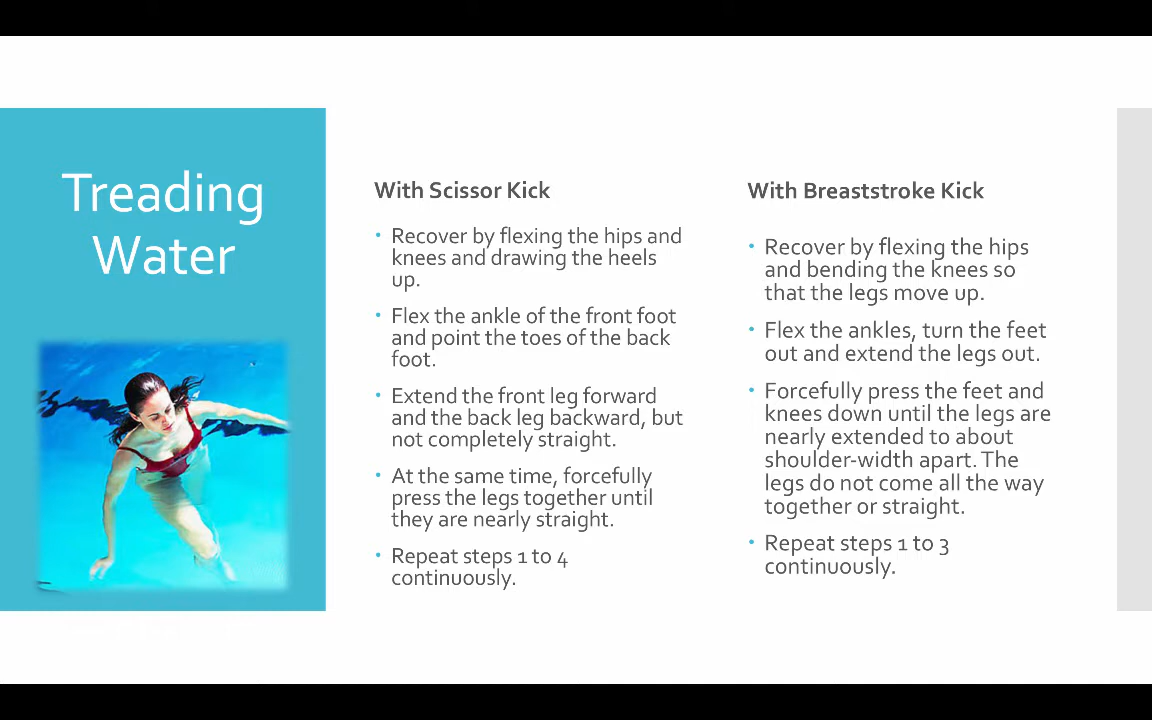 Treading
Water
With Scissor Kick
• Recover by flexing the hips and
knees and drawing the heels
up.
• Flex the ankle of the front foot
and point the toes of the back
foot.
• Extend the front leg forward
and the back leg backward, but
not completely straight.
• At the same time, forcefully
press the legs together until
they are nearly straight.
• Repeat steps 1 to 4
continuously.
With Breaststroke Kick
• Recover by flexing the hips
and bending the knees so
that the legs move up.
• Flex the ankles, turn the feet
out and extend the legs out.
• Forcefully press the feet and
knees down until the legs are
nearly extended to about
shoulder-width apart. The
legs do not come all the way
together or straight.
• Repeat steps 1 to 3
continuously.